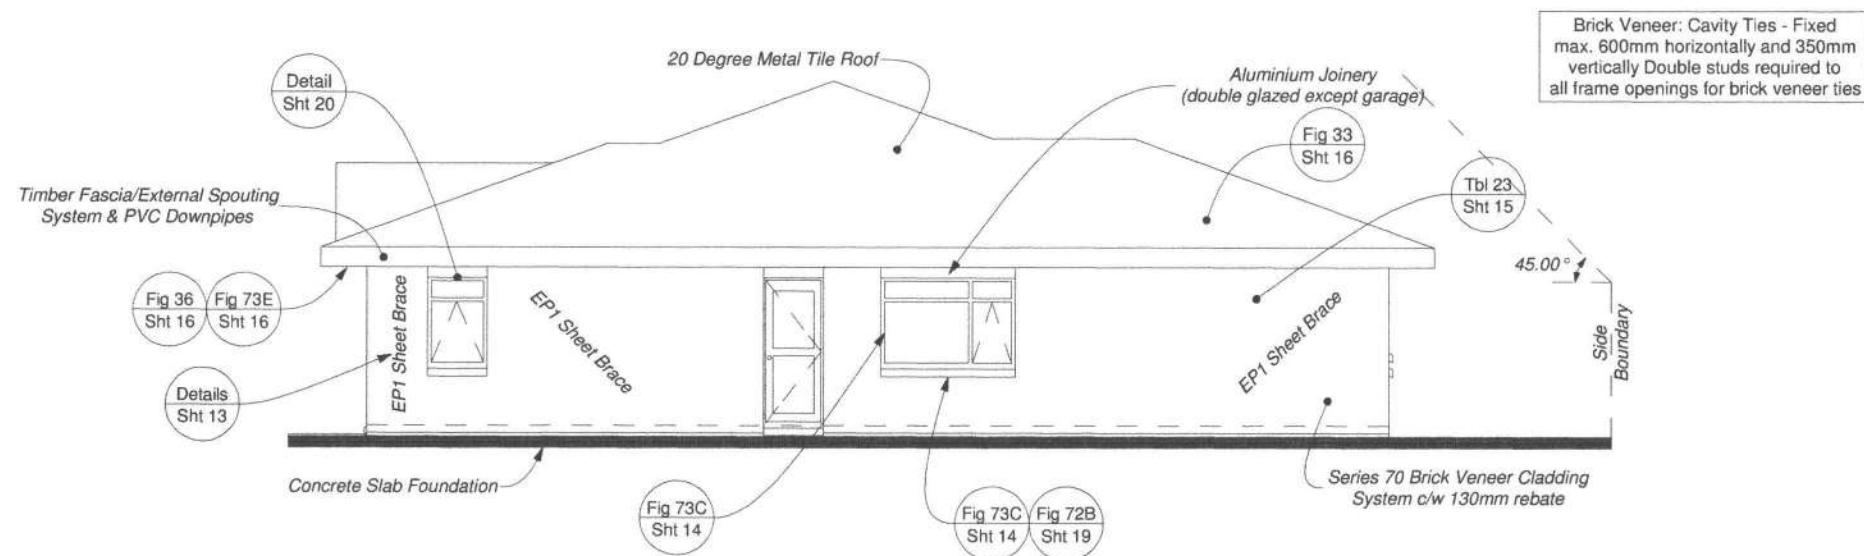 Brick Veneer: Cavity Ties - Fixed
max. 600mm horizontally and 350mm
vertically Double studs required to
all frame openings for brick veneer ties
20 Degree Metal Tile Roof
Aluminium Joinery
(double glazed except garage)
Detail
Sht 20
Fig 33
Sht 16
Tbl 23
Sht 15
Timber Fascia/External Spouting
System & PVC Downpipes
45.00°
Fig 36
Sht 16
Fig 73E
Sht 16
EP1 Sheet Brace
EP1 Sheet Brace
EP1 Sheet Brace
Side
Boundary
Details
Sht 13
Concrete Slab Foundation
Series 70 Brick Veneer Cladding
System c/w 130mm rebate
Fig 73C
Sht 14
Fig 73C
Sht 14
Fig 72B
Sht 19